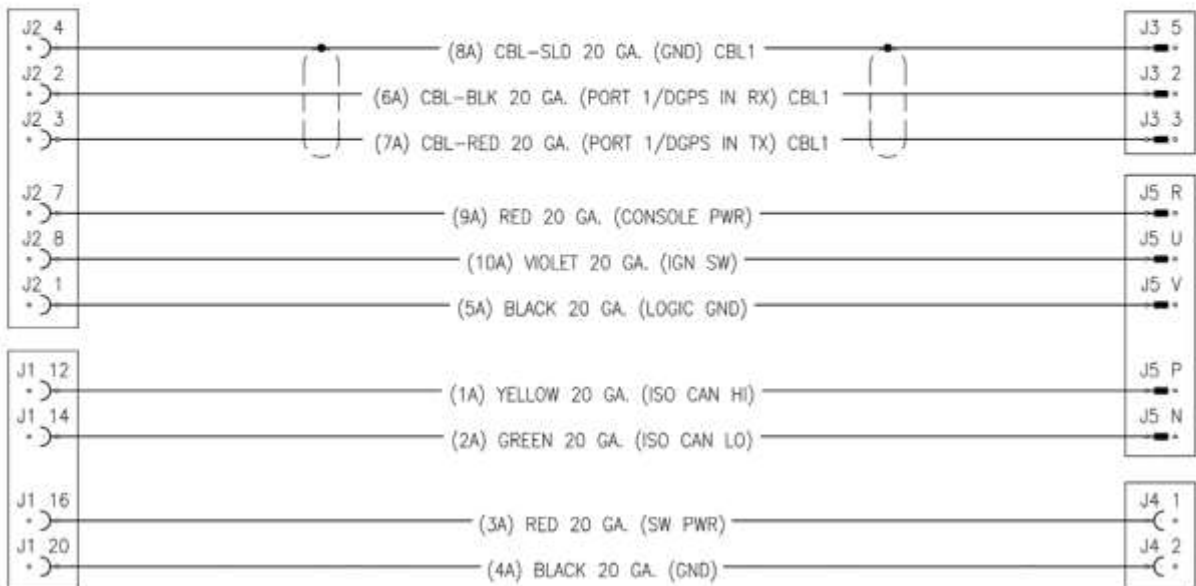 J2 4 (8A) CBL-SLD 20 GA. (GND) CBL1 J3 5
J2 2 (6A) CBL-BLK 20 GA. (PORT 1/DGPS IN RX) CBL1 J3 2
J2 3 (7A) CBL-RED 20 GA. (PORT 1/DGPS IN TX) CBL1 J3 3
J2 7 (9A) RED 20 GA. (CONSOLE PWR) J5 R
J2 8 (10A) VIOLET 20 GA. (IGN SW) J5 U
J2 1 (5A) BLACK 20 GA. (LOGIC GND) J5 V
J1 12 (1A) YELLOW 20 GA. (ISO CAN HI) J5 P
J1 14 (2A) GREEN 20 GA. (ISO CAN LO) J5 N
J1 16 (3A) RED 20 GA. (SW PWR) J4 1
J1 20 (4A) BLACK 20 GA. (GND) J4 2